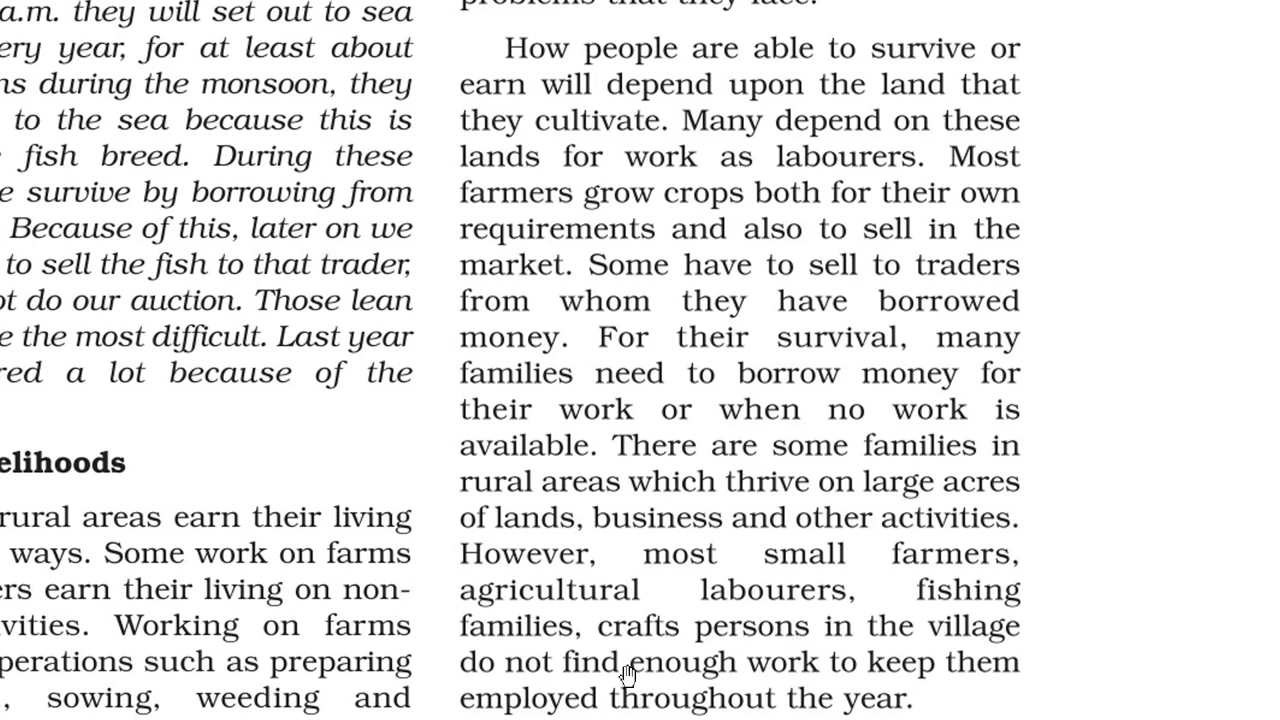 a.m. they will set out to sea
ery year, for at least about
ns during the monsoon, they
to the sea because this is
fish breed. During these
e survive by borrowing from
Because of this, later on we
to sell the fish to that trader,
ot do our auction. Those lean
e the most difficult. Last year
red a lot because of the
elihoods
rural areas earn their living
ways. Some work on farms
ers earn their living on non-
vities. Working on farms
perations such as preparing
, sowing, weeding and
problems that they face.
How people are able to survive or
earn will depend upon the land that
they cultivate. Many depend on these
lands for work as labourers. Most
farmers grow crops both for their own
requirements and also to sell in the
market. Some have to sell to traders
from whom they have borrowed
money. For their survival, many
families need to borrow money for
their work or when no work is
available. There are some families in
rural areas which thrive on large acres
of lands, business and other activities.
However, most small farmers,
agricultural labourers, fishing
families, crafts persons in the village
do not find enough work to keep them
employed throughout the year.